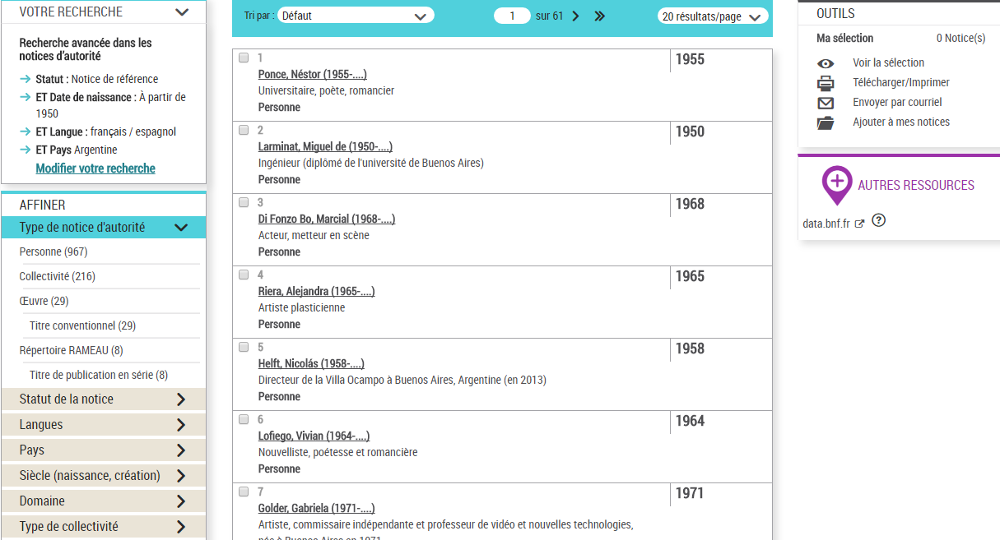 VOTRE RECHERCHE
Recherche avancée dans les
notices d'autorité
Statut : Notice de référence
ET Date de naissance : À partir de
1950
ET Langue : français / espagnol
ET Pays Argentine
Modifier votre recherche
AFFINER
Type de notice d'autorité
Personne (967)
Collectivité (216)
Œuvre (29)
Titre conventionnel (29)
Répertoire RAMEAU (8)
Titre de publication en série (8)
Statut de la notice
Langues
Pays
Siècle (naissance, création)
Domaine
Type de collectivité
Tri par : Défaut 1 sur 61 20 résultats/page
1 1955
Ponce, Néstor (1955-....)
Universitaire, poète, romancier
Personne
2 1950
Larminat, Miguel de (1950-....)
Ingénieur (diplômé de l'université de Buenos Aires)
Personne
3 1968
Di Fonzo Bo, Marcial (1968-....)
Acteur, metteur en scène
Personne
4 1965
Riera, Alejandra (1965-....)
Artiste plasticienne
Personne
5 1958
Helft, Nicolás (1958-....)
Directeur de la Villa Ocampo à Buenos Aires, Argentine (en 2013)
Personne
6 1964
Lofiego, Vivian (1964-....)
Nouvelliste, poétesse et romancière
Personne
7 1971
Golder, Gabriela (1971-....)
Artiste, commissaire indépendante et professeur de vidéo et nouvelles technologies,
née à Buenos Aires en 1971
OUTILS
Ma sélection 0 Notice(s)
Voir la sélection
Télécharger/Imprimer
Envoyer par courriel
Ajouter à mes notices
AUTRES RESSOURCES
data.bnf.fr ?